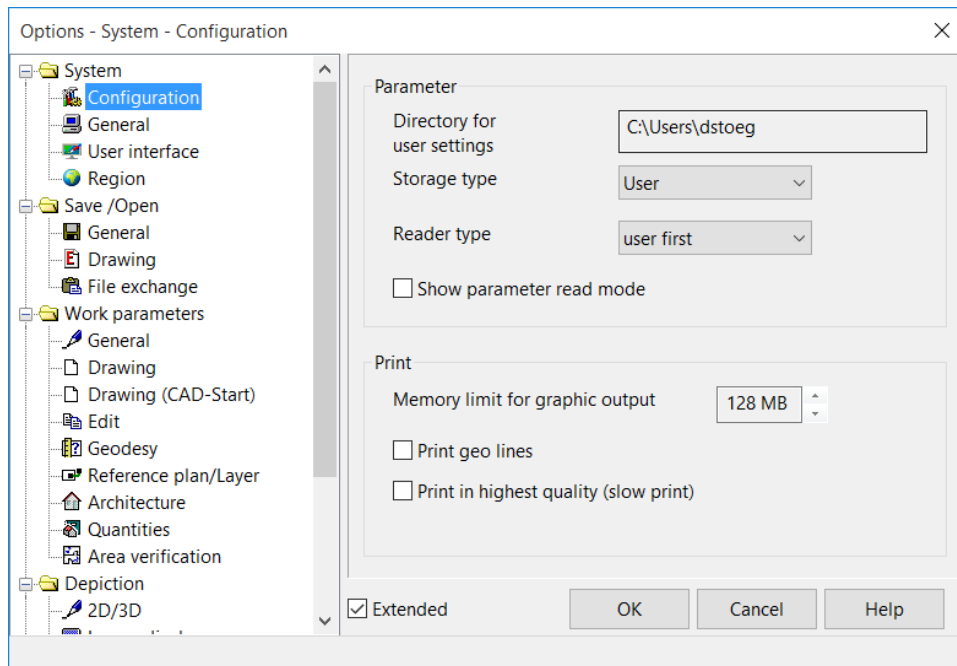 Options - System - Configuration
System
Configuration
General
User interface
Region
Save /Open
General
Drawing
File exchange
Work parameters
General
Drawing
Drawing (CAD-Start)
Edit
Geodesy
Reference plan/Layer
Architecture
Quantities
Area verification
Depiction
2D/3D
Parameter
Directory for
user settings
C:\Users\dstoeg
Storage type
User
Reader type
user first
Show parameter read mode
Print
Memory limit for graphic output
128 MB
Print geo lines
Print in highest quality (slow print)
Extended
OK
Cancel
Help